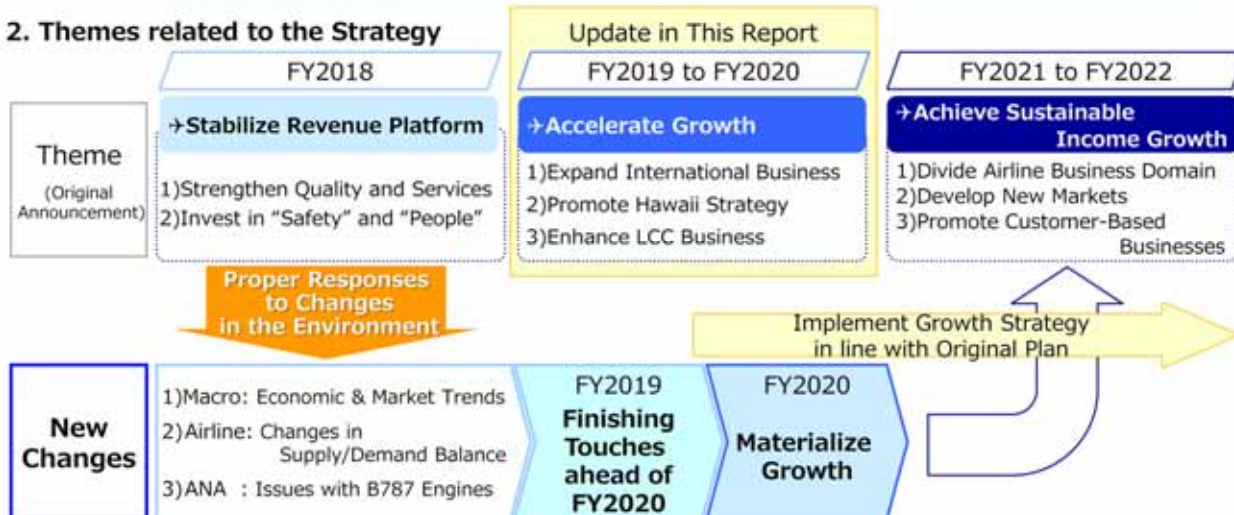 2. Themes related to the Strategy
Update in This Report
FY2018
FY2019 to FY2020
FY2021 to FY2022
Theme
(Original
Announcement)
✈Stabilize Revenue Platform
1)Strengthen Quality and Services
2)Invest in “Safety” and “People”
✈Accelerate Growth
1)Expand International Business
2)Promote Hawaii Strategy
3)Enhance LCC Business
✈Achieve Sustainable
Income Growth
1)Divide Airline Business Domain
2)Develop New Markets
3)Promote Customer-Based
Businesses
Proper Responses
to Changes
in the Environment
Implement Growth Strategy
in line with Original Plan
New
Changes
1)Macro: Economic & Market Trends
2)Airline: Changes in
Supply/Demand Balance
3)ANA : Issues with B787 Engines
FY2019
Finishing
Touches
ahead of
FY2020
FY2020
Materialize
Growth